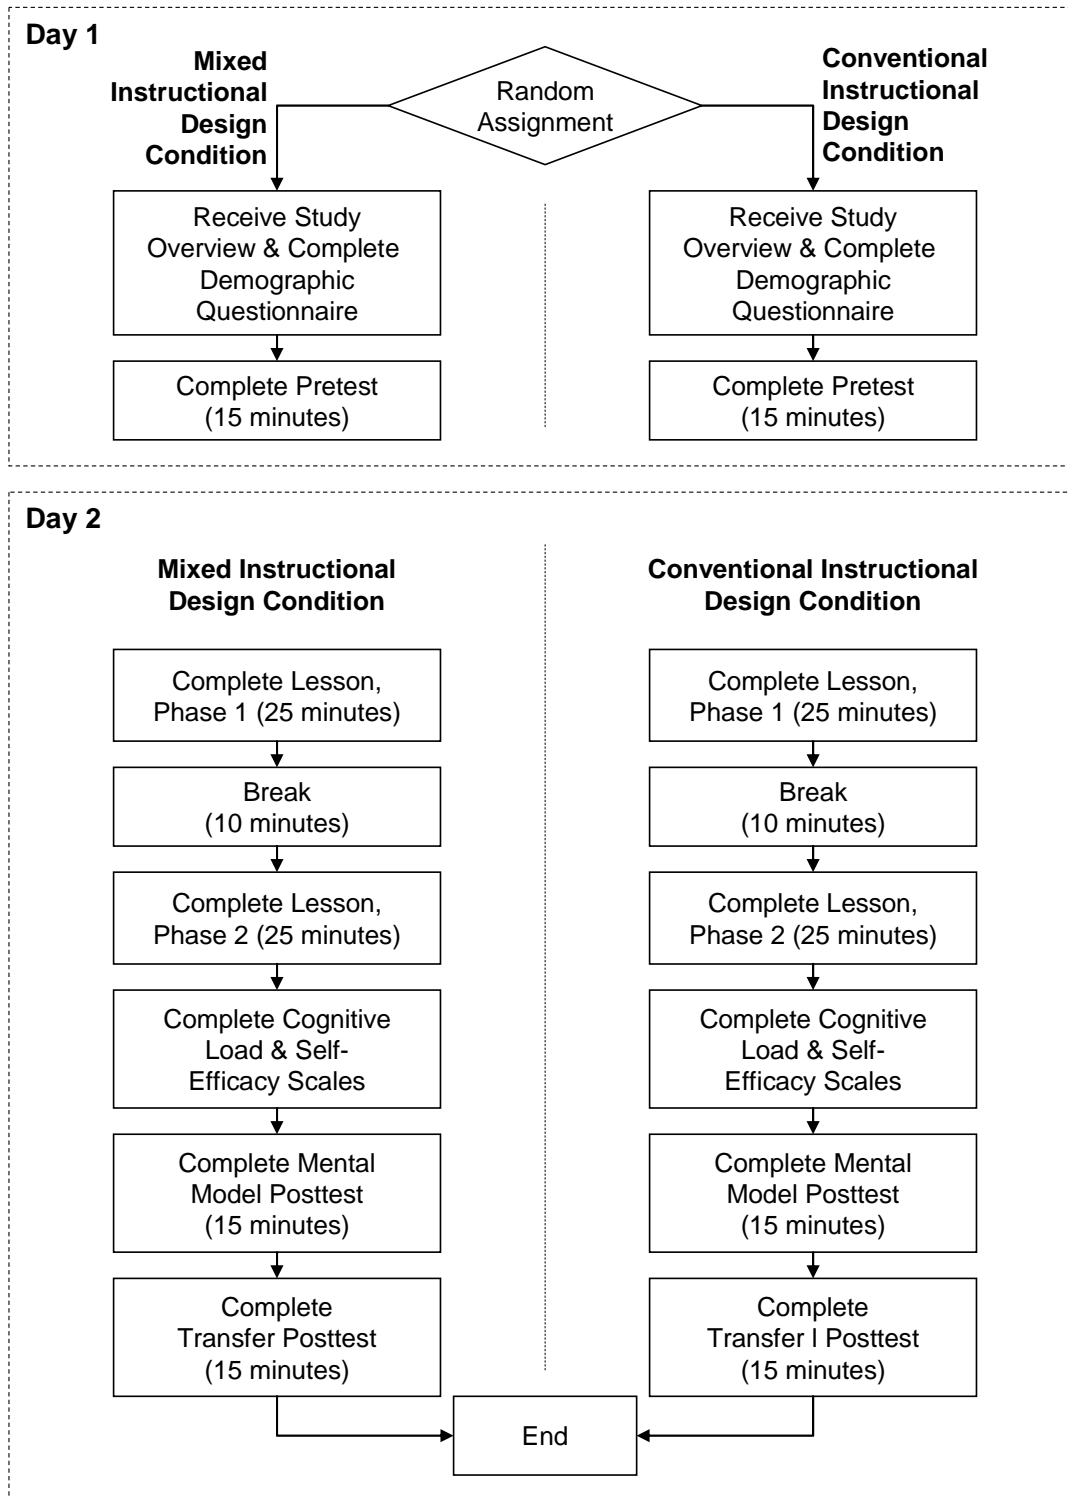 Day 1
Mixed
Instructional
Design
Condition
Random
Assignment
Conventional
Instructional
Design
Condition
Receive Study
Overview & Complete
Demographic
Questionnaire
Receive Study
Overview & Complete
Demographic
Questionnaire
Complete Pretest
(15 minutes)
Complete Pretest
(15 minutes)
Day 2
Mixed Instructional
Design Condition
Conventional Instructional
Design Condition
Complete Lesson,
Phase 1 (25 minutes)
Complete Lesson,
Phase 1 (25 minutes)
Break
(10 minutes)
Break
(10 minutes)
Complete Lesson,
Phase 2 (25 minutes)
Complete Lesson,
Phase 2 (25 minutes)
Complete Cognitive
Load & Self-
Efficacy Scales
Complete Cognitive
Load & Self-
Efficacy Scales
Complete Mental
Model Posttest
(15 minutes)
Complete Mental
Model Posttest
(15 minutes)
Complete
Transfer Posttest
(15 minutes)
Complete
Transfer l Posttest
(15 minutes)
End